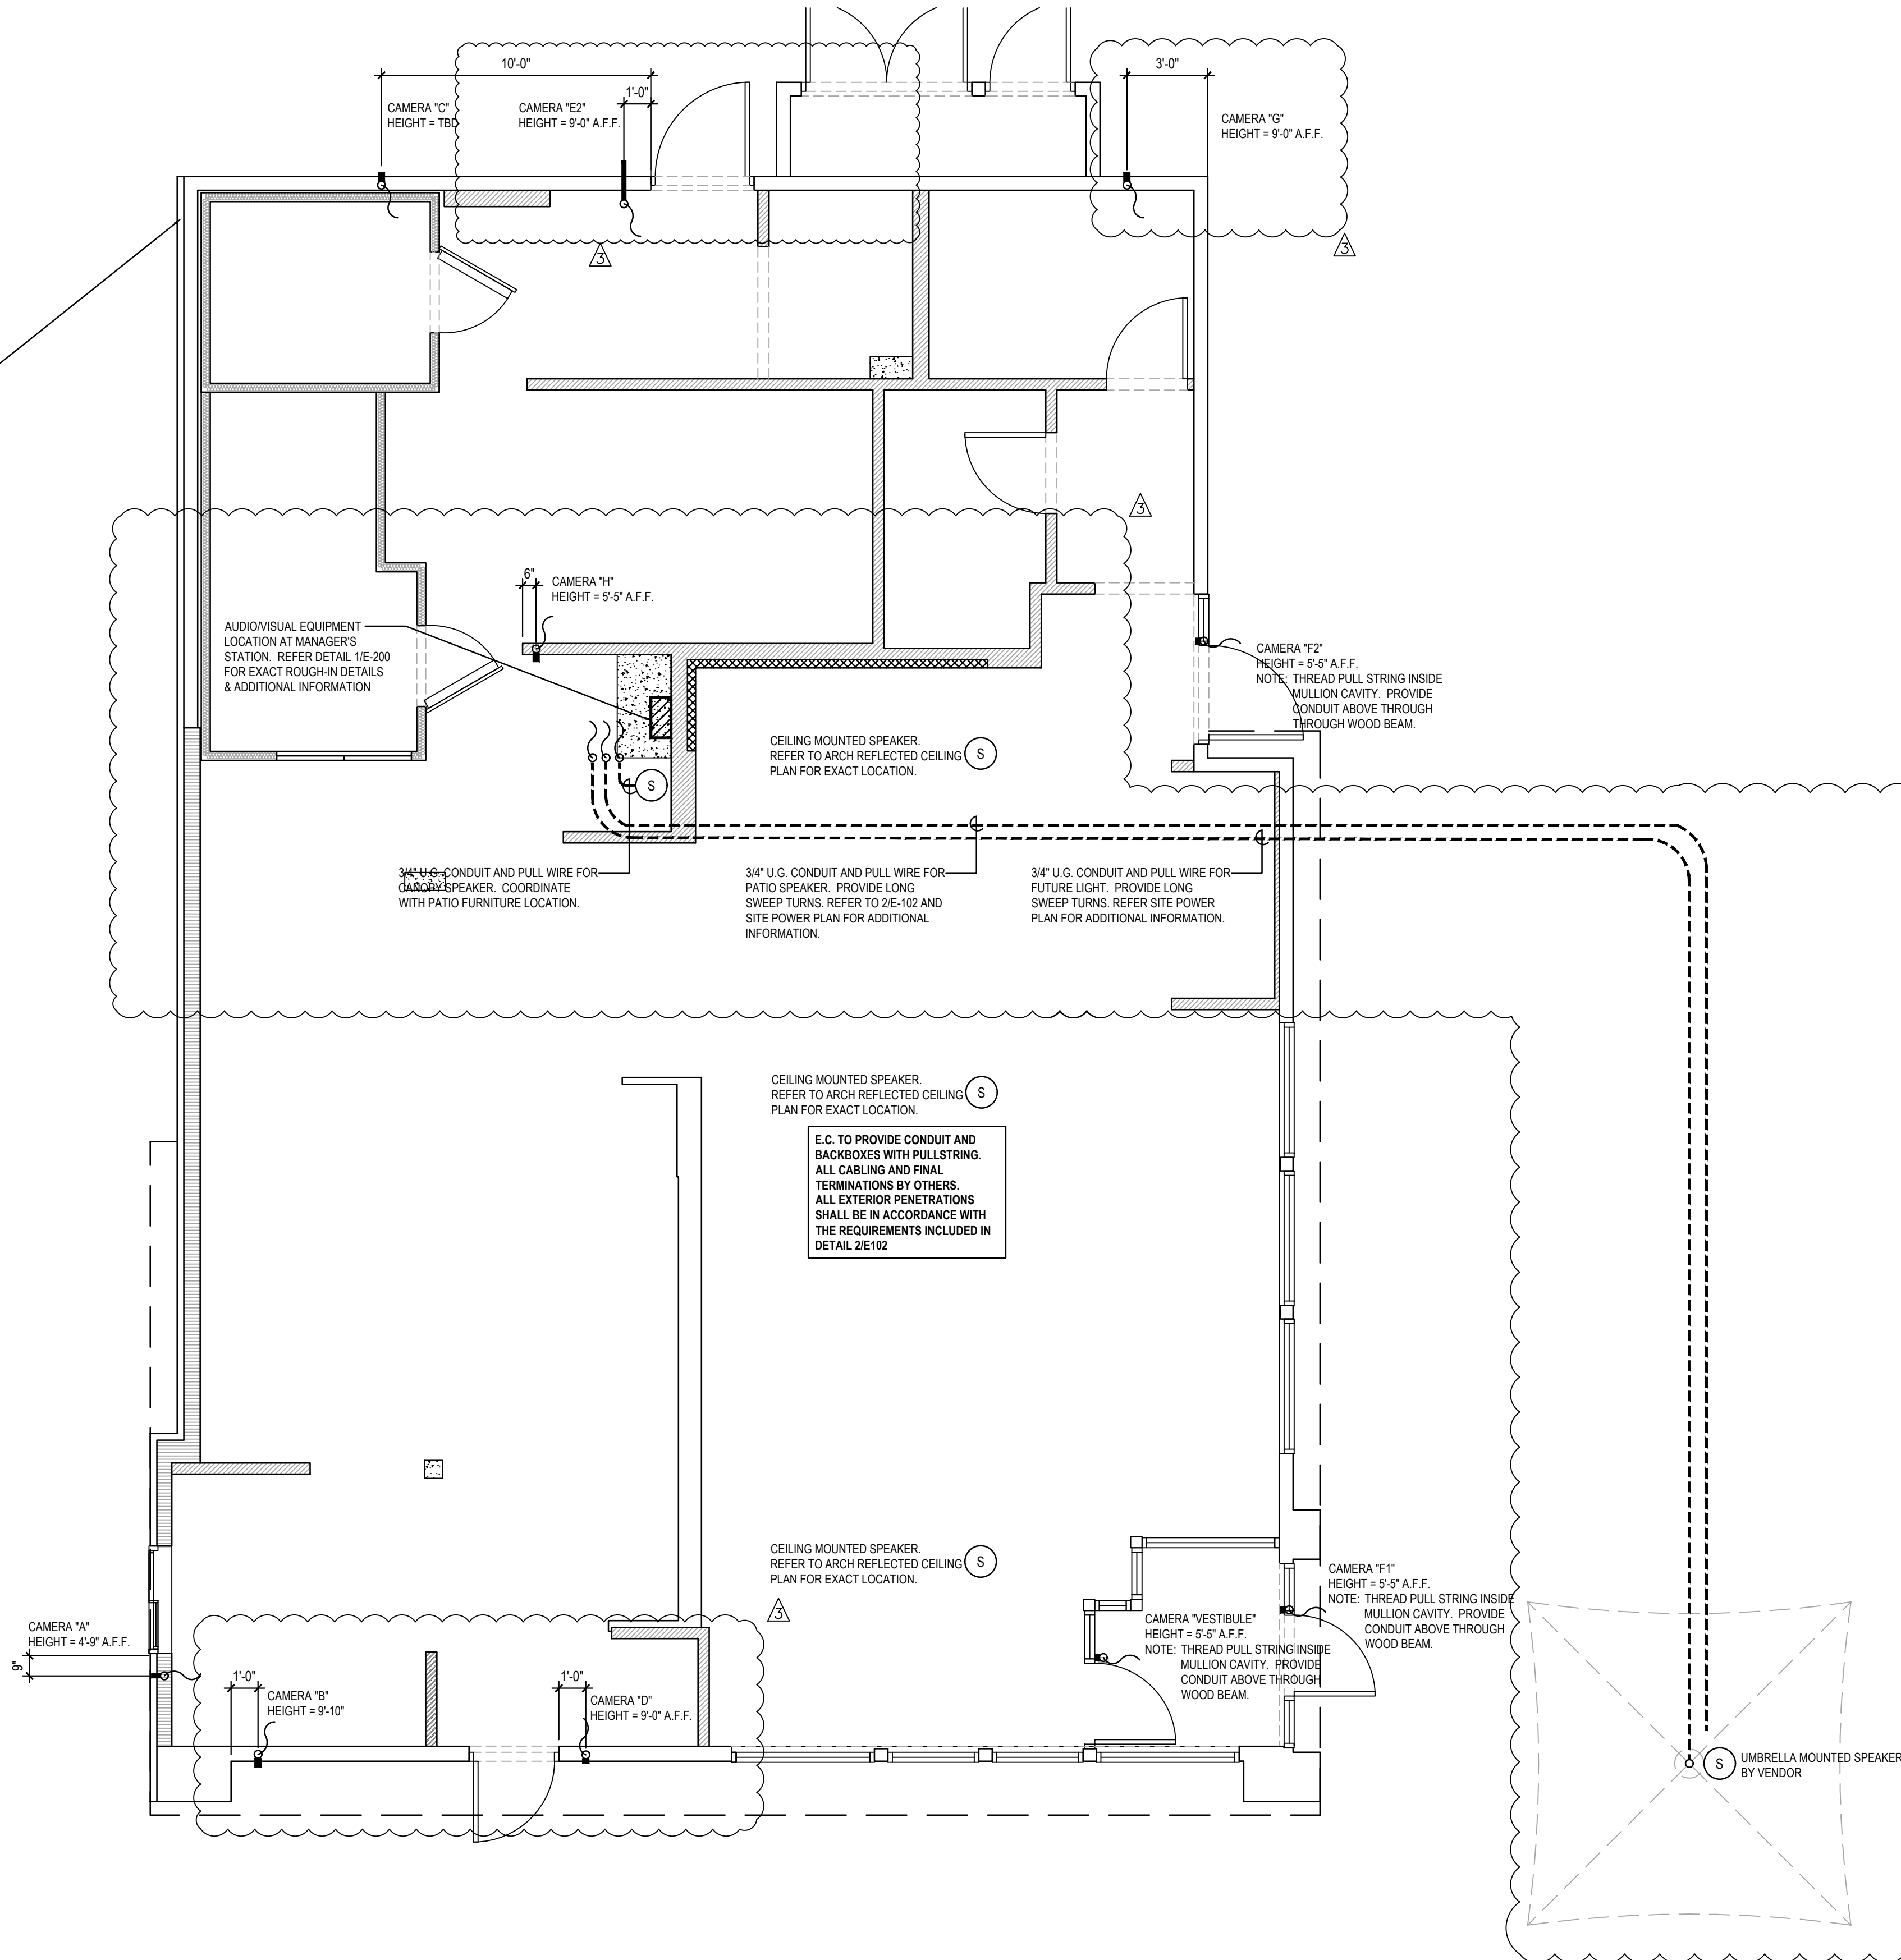 10'-0"
3'-0"
1'-0"
CAMERA "C"
HEIGHT = TBD
CAMERA "E2"
HEIGHT = 9'-0" A.F.F.
CAMERA "G"
HEIGHT = 9'-0" A.F.F.
3
3
3
6"
CAMERA "H"
HEIGHT = 5'-5" A.F.F.
AUDIO/VISUAL EQUIPMENT
LOCATION AT MANAGER'S
STATION. REFER DETAIL 1/E-200
FOR EXACT ROUGH-IN DETAILS
& ADDITIONAL INFORMATION
CAMERA "F2"
HEIGHT = 5'-5" A.F.F.
NOTE: THREAD PULL STRING INSIDE
MULLION CAVITY. PROVIDE
CONDUIT ABOVE THROUGH
THROUGH WOOD BEAM.
CEILING MOUNTED SPEAKER.
REFER TO ARCH REFLECTED CEILING
PLAN FOR EXACT LOCATION.
S
S
3/4" U.G. CONDUIT AND PULL WIRE FOR
CANOPY SPEAKER. COORDINATE
WITH PATIO FURNITURE LOCATION.
3/4" U.G. CONDUIT AND PULL WIRE FOR
PATIO SPEAKER. PROVIDE LONG
SWEEP TURNS. REFER TO 2/E-102 AND
SITE POWER PLAN FOR ADDITIONAL
INFORMATION.
3/4" U.G. CONDUIT AND PULL WIRE FOR
FUTURE LIGHT. PROVIDE LONG
SWEEP TURNS. REFER SITE POWER
PLAN FOR ADDITIONAL INFORMATION.
CEILING MOUNTED SPEAKER.
REFER TO ARCH REFLECTED CEILING
PLAN FOR EXACT LOCATION.
S
E.C. TO PROVIDE CONDUIT AND
BACKBOXES WITH PULLSTRING.
ALL CABLING AND FINAL
TERMINATIONS BY OTHERS.
ALL EXTERIOR PENETRATIONS
SHALL BE IN ACCORDANCE WITH
THE REQUIREMENTS INCLUDED IN
DETAIL 2/E102
CEILING MOUNTED SPEAKER.
REFER TO ARCH REFLECTED CEILING
PLAN FOR EXACT LOCATION.
S
3
CAMERA "F1"
HEIGHT = 5'-5" A.F.F.
NOTE: THREAD PULL STRING INSIDE
MULLION CAVITY. PROVIDE
CONDUIT ABOVE THROUGH
WOOD BEAM.
CAMERA "VESTIBULE"
HEIGHT = 5'-5" A.F.F.
NOTE: THREAD PULL STRING INSIDE
MULLION CAVITY. PROVIDE
CONDUIT ABOVE THROUGH
WOOD BEAM.
CAMERA "A"
HEIGHT = 4'-9" A.F.F.
9"
1'-0"
CAMERA "B"
HEIGHT = 9'-10"
1'-0"
CAMERA "D"
HEIGHT = 9'-0" A.F.F.
S
UMBRELLA MOUNTED SPEAKER
BY VENDOR